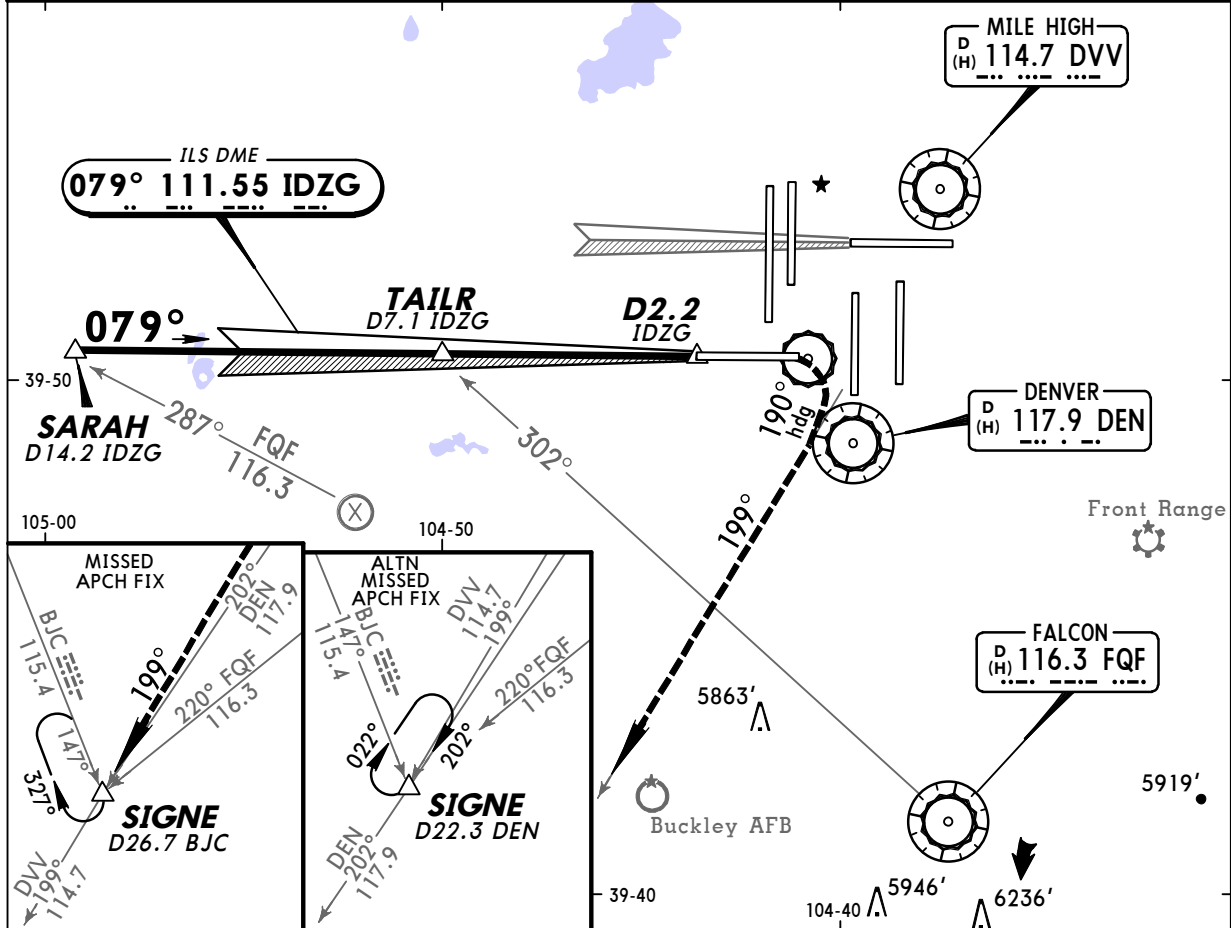 MILE HIGH
D
(H) 114.7 DVV
ILS DME
079° 111.55 IDZG
TAILR
D7.1 IDZG
D2.2
IDZG
079°
39-50
SARAH
D14.2 IDZG
287°
FQF
116.3
302°
190°
hdg
DENVER
D
(H) 117.9 DEN
199°
Front Range
105-00
104-50
MISSED
APCH FIX
202°
DEN
117.9
BJC
115.4
199°
220° FQF
116.3
147°
327°
SIGNE
D26.7 BJC
DVV
199°
114.7
ALTN
MISSED
APCH FIX
DVV
114.7
199°
BJC
147°
115.4
220° FQF
116.3
022°
202°
SIGNE
D22.3 DEN
DEN
202°
117.9
FALCON
D
(H) 116.3 FQF
5863'
Buckley AFB
5919'
39-40
104-40
5946'
6236'